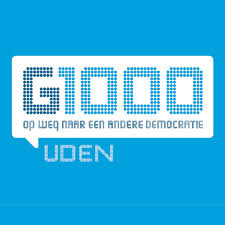 G1000
OP WEG NAAR EEN ANDERE DEMOCRATIE
UDEN